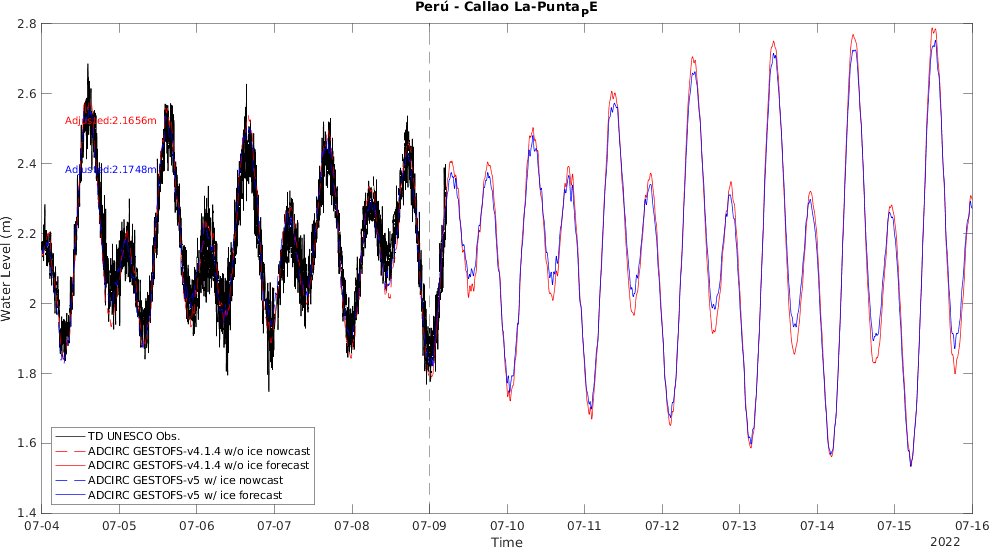 Perú - Callao La-PuntapE
2.8
2.6
Adjusted:2.1656m
2.4
Adjusted:2.1748m
2.2
Water Level (m)
2
1.8
1.6
TD UNESCO Obs.
ADCIRC GESTOFS-v4.1.4 w/o ice nowcast
ADCIRC GESTOFS-v4.1.4 w/o ice forecast
ADCIRC GESTOFS-v5 w/ ice nowcast
ADCIRC GESTOFS-v5 w/ ice forecast
1.4
07-04 07-05 07-06 07-07 07-08 07-09 07-10 07-11 07-12 07-13 07-14 07-15 07-16
Time
2022